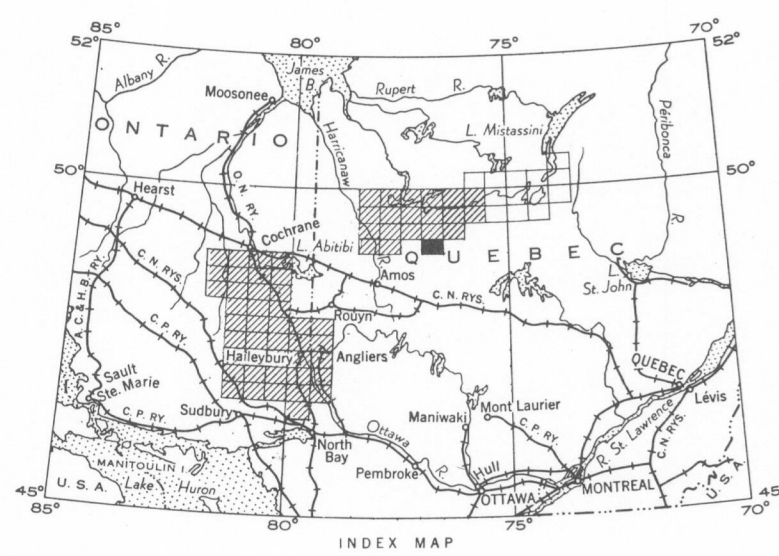 85°
80°
75°
70°
52°
52°
Albany R.
James B.
Moosonee
Rupert R.
L. Mistassini
Péribonca R.
ONTARIO
Harricanaw R.
50°
50°
Hearst
O. N. RY.
Cochrane
L. Abitibi
QUEBEC
C. N. RYS.
Amos
L. St. John
A. C. & H. B. RY.
C. P. RY.
Rouyn
C. N. RYS.
Haileybury
Angliers
QUEBEC
Sault Ste. Marie
Lévis
C. P. RY.
Sudbury
Maniwaki
Mont Laurier
C. P. RY.
R. St. Lawrence
C. N. RYS.
North Bay
Ottawa R.
MANITOULIN I.
Pembroke
Hull
U. S. A.
Lake Huron
OTTAWA
MONTREAL
U. S. A.
45°
45°
85°
80°
75°
70°
INDEX MAP